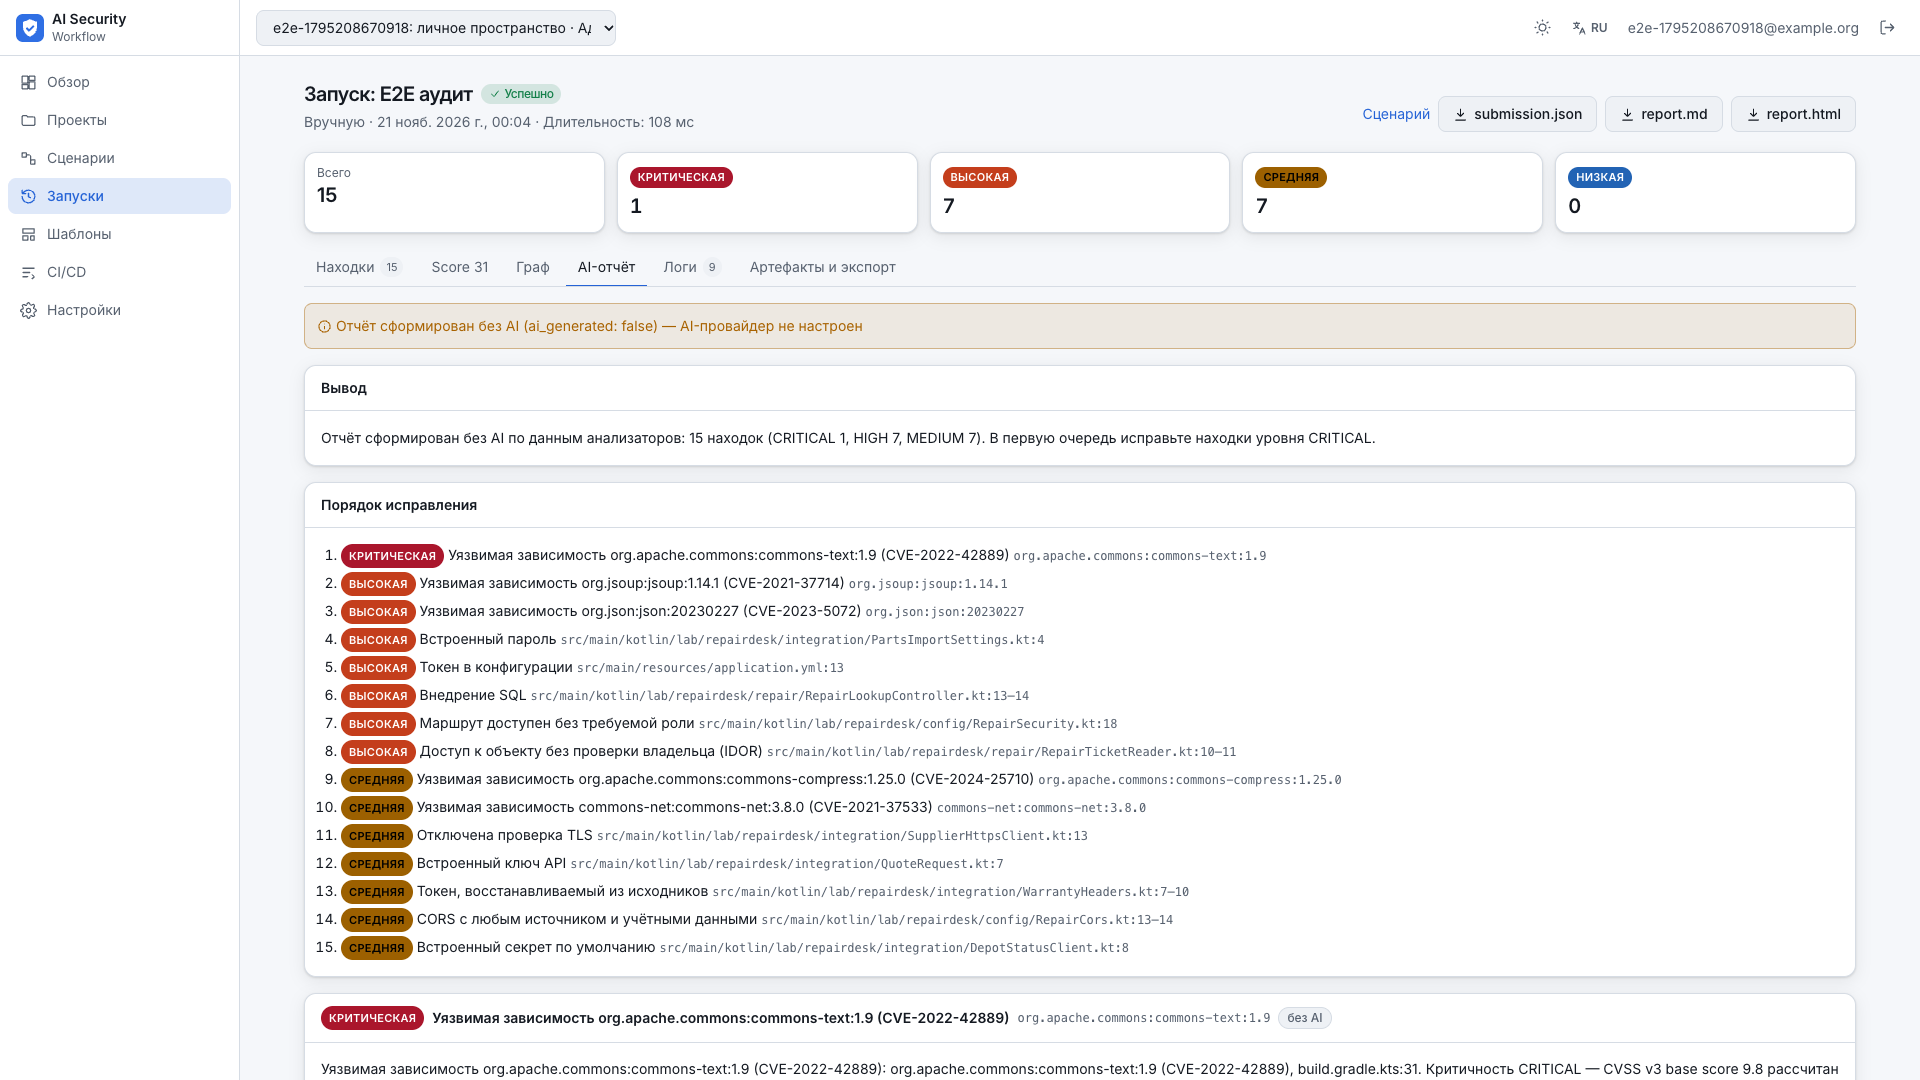 AI Security
Workflow
e2e-1795208670918: личное пространство · Ад
RU
e2e-1795208670918@example.org
Обзор
Проекты
Сценарии
Запуски
Шаблоны
CI/CD
Настройки
Запуск: E2E аудит
Успешно
Вручную · 21 нояб. 2026 г., 00:04 · Длительность: 108 мс
Сценарий
submission.json
report.md
report.html
Всего
15
КРИТИЧЕСКАЯ
1
ВЫСОКАЯ
7
СРЕДНЯЯ
7
НИЗКАЯ
0
Находки 15
Score 31
Граф
AI-отчёт
Логи 9
Артефакты и экспорт
Отчёт сформирован без AI (ai_generated: false) — AI-провайдер не настроен
Вывод
Отчёт сформирован без AI по данным анализаторов: 15 находок (CRITICAL 1, HIGH 7, MEDIUM 7). В первую очередь исправьте находки уровня CRITICAL.
Порядок исправления
1. КРИТИЧЕСКАЯ Уязвимая зависимость org.apache.commons:commons-text:1.9 (CVE-2022-42889) org.apache.commons:commons-text:1.9
2. ВЫСОКАЯ Уязвимая зависимость org.jsoup:jsoup:1.14.1 (CVE-2021-37714) org.jsoup:jsoup:1.14.1
3. ВЫСОКАЯ Уязвимая зависимость org.json:json:20230227 (CVE-2023-5072) org.json:json:20230227
4. ВЫСОКАЯ Встроенный пароль src/main/kotlin/lab/repairdesk/integration/PartsImportSettings.kt:4
5. ВЫСОКАЯ Токен в конфигурации src/main/resources/application.yml:13
6. ВЫСОКАЯ Внедрение SQL src/main/kotlin/lab/repairdesk/repair/RepairLookupController.kt:13–14
7. ВЫСОКАЯ Маршрут доступен без требуемой роли src/main/kotlin/lab/repairdesk/config/RepairSecurity.kt:18
8. ВЫСОКАЯ Доступ к объекту без проверки владельца (IDOR) src/main/kotlin/lab/repairdesk/repair/RepairTicketReader.kt:10–11
9. СРЕДНЯЯ Уязвимая зависимость org.apache.commons:commons-compress:1.25.0 (CVE-2024-25710) org.apache.commons:commons-compress:1.25.0
10. СРЕДНЯЯ Уязвимая зависимость commons-net:commons-net:3.8.0 (CVE-2021-37533) commons-net:commons-net:3.8.0
11. СРЕДНЯЯ Отключена проверка TLS src/main/kotlin/lab/repairdesk/integration/SupplierHttpsClient.kt:13
12. СРЕДНЯЯ Встроенный ключ API src/main/kotlin/lab/repairdesk/integration/QuoteRequest.kt:7
13. СРЕДНЯЯ Токен, восстанавливаемый из исходников src/main/kotlin/lab/repairdesk/integration/WarrantyHeaders.kt:7–10
14. СРЕДНЯЯ CORS с любым источником и учётными данными src/main/kotlin/lab/repairdesk/config/RepairCors.kt:13–14
15. СРЕДНЯЯ Встроенный секрет по умолчанию src/main/kotlin/lab/repairdesk/integration/DepotStatusClient.kt:8
КРИТИЧЕСКАЯ Уязвимая зависимость org.apache.commons:commons-text:1.9 (CVE-2022-42889) org.apache.commons:commons-text:1.9 без AI
Уязвимая зависимость org.apache.commons:commons-text:1.9 (CVE-2022-42889): org.apache.commons:commons-text:1.9 (CVE-2022-42889), build.gradle.kts:31. Критичность CRITICAL — CVSS v3 base score 9.8 рассчитан